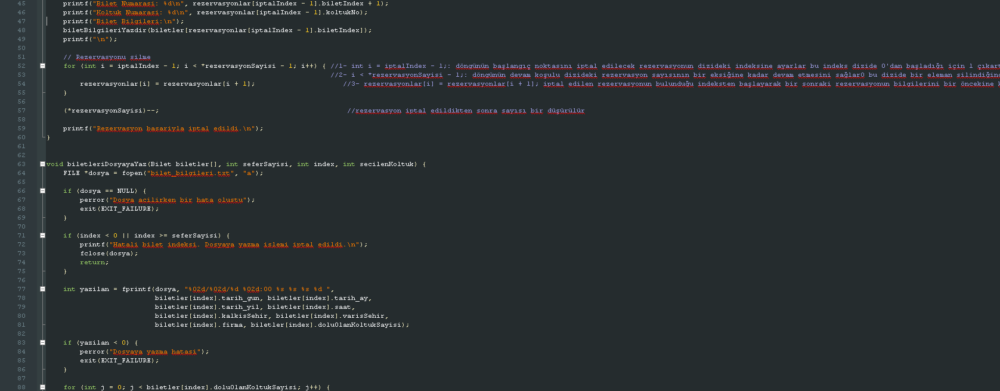 45 printf("Bilet Numarasi: %d\n", rezervasyonlar[iptalIndex - 1].biletIndex + 1);
46 printf("Koltuk Numarasi: %d\n", rezervasyonlar[iptalIndex - 1].koltukNo);
47 printf("Bilet Bilgileri:\n");
48 biletBilgileriYazdir(biletler[rezervasyonlar[iptalIndex - 1].biletIndex]);
49 printf("\n");
50
51 // Rezervasyonu silme
52 for (int i = iptalIndex - 1; i < *rezervasyonSayisi - 1; i++) { //1- int i = iptalIndex - 1;: döngünün başlangıç noktasını iptal edilecek rezervasyonun dizideki indeksine ayarlar bu indeks dizide 0'dan başladığı için 1 çıkart
53 //2- i < *rezervasyonSayisi - 1;: döngünün devam koşulu dizideki rezervasyon sayısının bir eksiğine kadar devam etmesini sağlar0 bu dizide bir eleman silindiğin
54 rezervasyonlar[i] = rezervasyonlar[i + 1]; //3- rezervasyonlar[i] = rezervasyonlar[i + 1]; iptal edilen rezervasyonun bulunduğu indeksten başlayarak bir sonraki rezervasyonun bilgilerini bir öncekine
55 }
56
57 (*rezervasyonSayisi)--; //rezervasyon iptal edildikten sonra sayısı bir düşürülür
58
59 printf("Rezervasyon basariyla iptal edildi.\n");
60 }
61
62
63 void biletleriDosyayaYaz(Bilet biletler[], int seferSayisi, int index, int secilenKoltuk) {
64 FILE *dosya = fopen("bilet_bilgileri.txt", "a");
65
66 if (dosya == NULL) {
67 perror("Dosya acilirken bir hata olustu");
68 exit(EXIT_FAILURE);
69 }
70
71 if (index < 0 || index >= seferSayisi) {
72 printf("Hatali bilet indeksi. Dosyaya yazma islemi iptal edildi.\n");
73 fclose(dosya);
74 return;
75 }
76
77 int yazilan = fprintf(dosya, "%02d/%02d/%d %02d:00 %s %s %s %d ",
78 biletler[index].tarih_gun, biletler[index].tarih_ay,
79 biletler[index].tarih_yil, biletler[index].saat,
80 biletler[index].kalkisSehir, biletler[index].varisSehir,
81 biletler[index].firma, biletler[index].doluOlanKoltukSayisi);
82
83 if (yazilan < 0) {
84 perror("Dosyaya yazma hatasi");
85 exit(EXIT_FAILURE);
86 }
87
88 for (int j = 0; j < biletler[index].doluOlanKoltukSayisi; j++) {